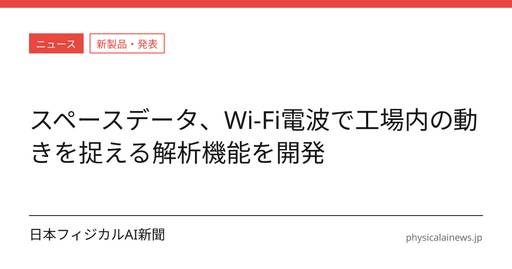 ニュース 新製品・発表
スペースデータ、Wi-Fi電波で工場内の動
きを捉える解析機能を開発
日本フィジカルAI新聞 physicalainews.jp